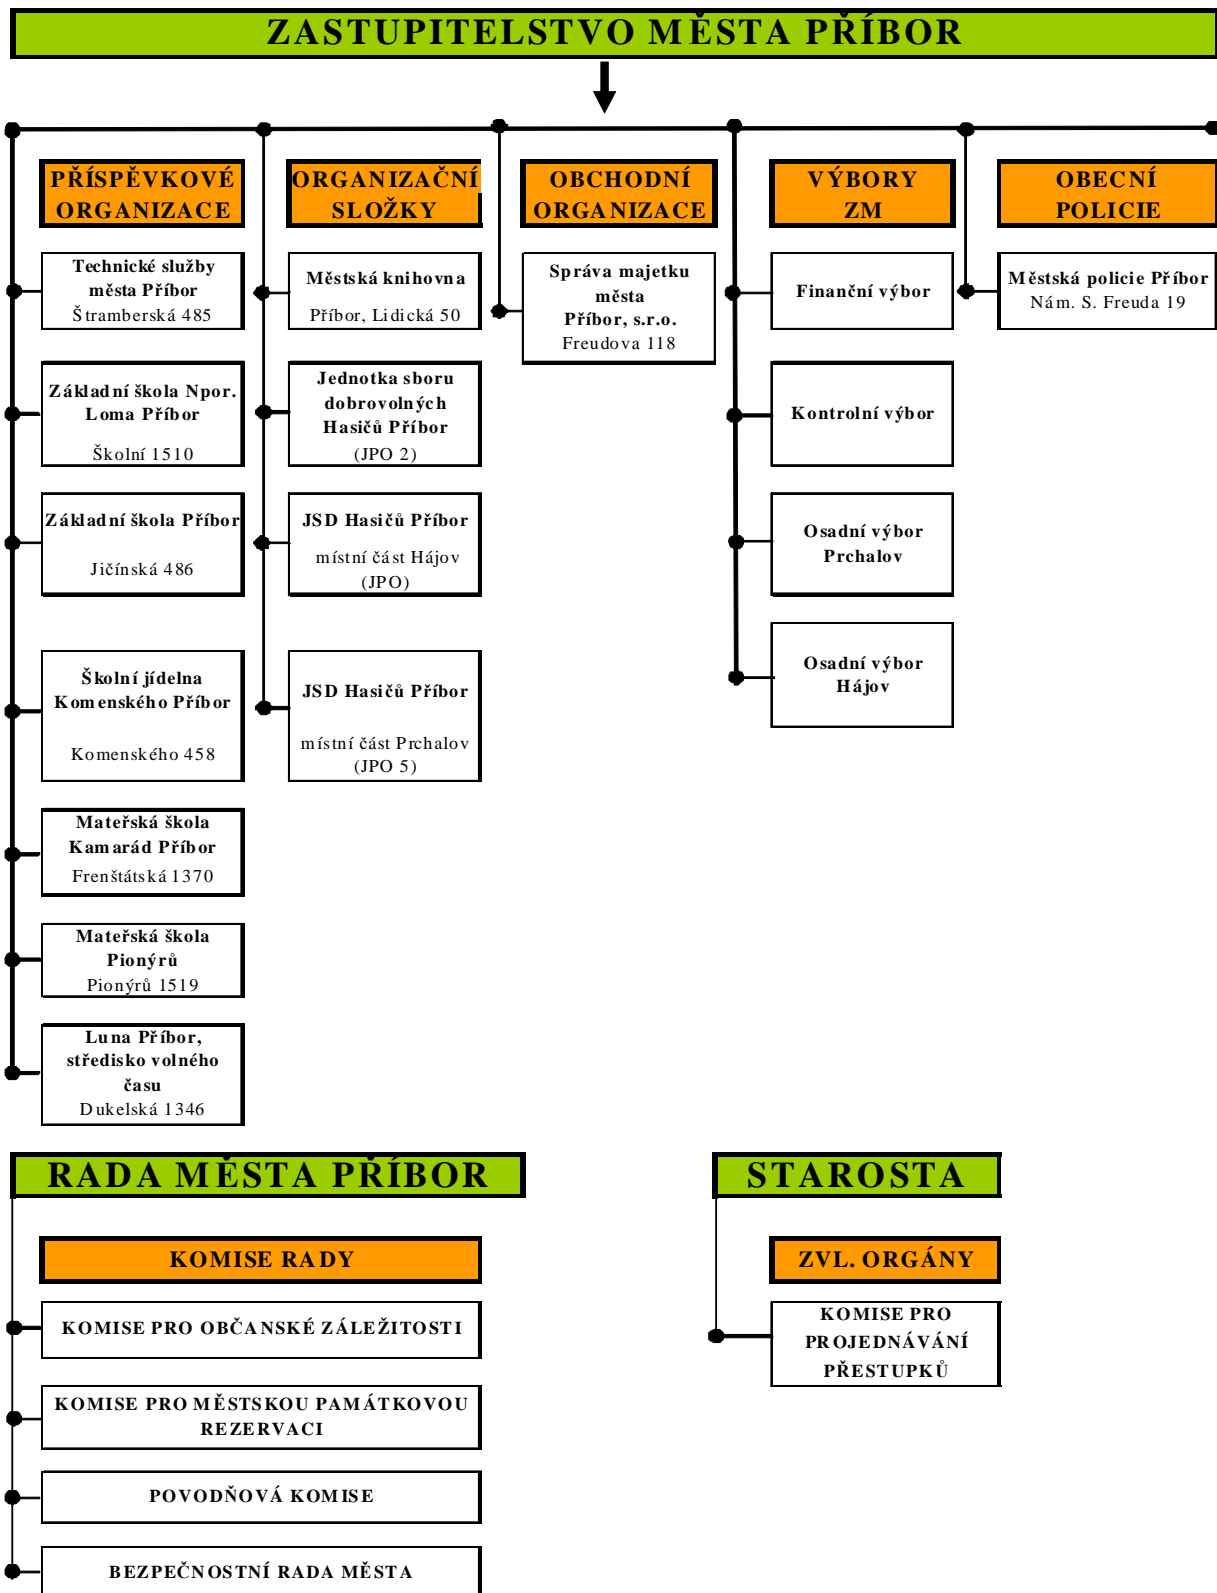 ZASTUPITELSTVO MĚSTA PŘÍBOR
PŘÍSPĚVKOVÉ
ORGANIZACE
Technické služby
města Příbor
Štramberská 485
Základní škola Npor.
Loma Příbor
Školní 1510
Základní škola Příbor
Jičínská 486
Školní jídelna
Komenského Příbor
Komenského 458
Mateřská škola
Kamarád Příbor
Frenštátská 1370
Mateřská škola
Pionýrů
Pionýrů 1519
Luna Příbor,
středisko volného
času
Dukelská 1346
ORGANIZAČNÍ
SLOŽKY
Městská knihovna
Příbor, Lidická 50
Jednotka sboru
dobrovolných
Hasičů Příbor
(JPO 2)
JSD Hasičů Příbor
místní část Hájov
(JPO)
JSD Hasičů Příbor
místní část Prchalov
(JPO 5)
OBCHODNÍ
ORGANIZACE
Správa majetku
města
Příbor, s.r.o.
Freudova 118
VÝBORY
ZM
Finanční výbor
Kontrolní výbor
Osadní výbor
Prchalov
Osadní výbor
Hájov
OBECNÍ
POLICIE
Městská policie Příbor
Nám. S. Freuda 19
RADA MĚSTA PŘÍBOR
KOMISE RADY
KOMISE PRO OBČANSKÉ ZÁLEŽITOSTI
KOMISE PRO MĚSTSKOU PAMÁTKOVOU
REZERVACI
POVODŇOVÁ KOMISE
BEZPEČNOSTNÍ RADA MĚSTA
STAROSTA
ZVL. ORGÁNY
KOMISE PRO
PROJEDNÁVÁNÍ
PŘESTUPKŮ